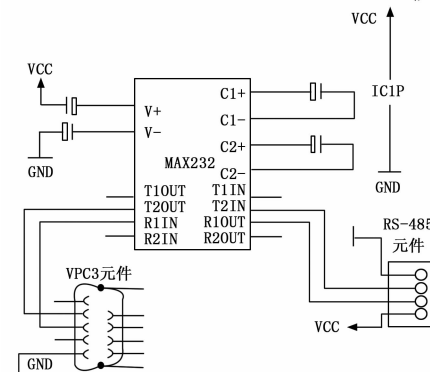 VCC
VCC
IC1P
GND
V+
V-
C1+
C1-
C2+
C2-
MAX232
GND
T1OUT T1IN
T2OUT T2IN
R1IN R1OUT
R2IN R2OUT
RS-485
元件
VPC3元件
VCC
GND